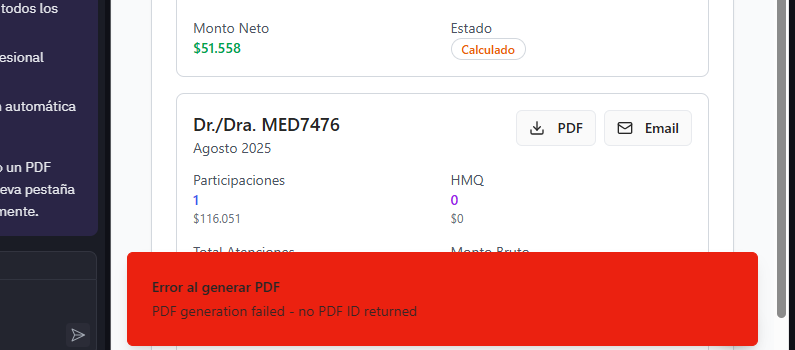 todos los
Monto Neto
Estado
$51.558
Calculado
esional
automática
Dr./Dra. MED7476
PDF
Email
Agosto 2025
o un PDF
Participaciones
HMQ
eva pestaña
1
0
mente.
$116.051
$0
Total Atenciones
Monto Bruto
Error al generar PDF
PDF generation failed - no PDF ID returned